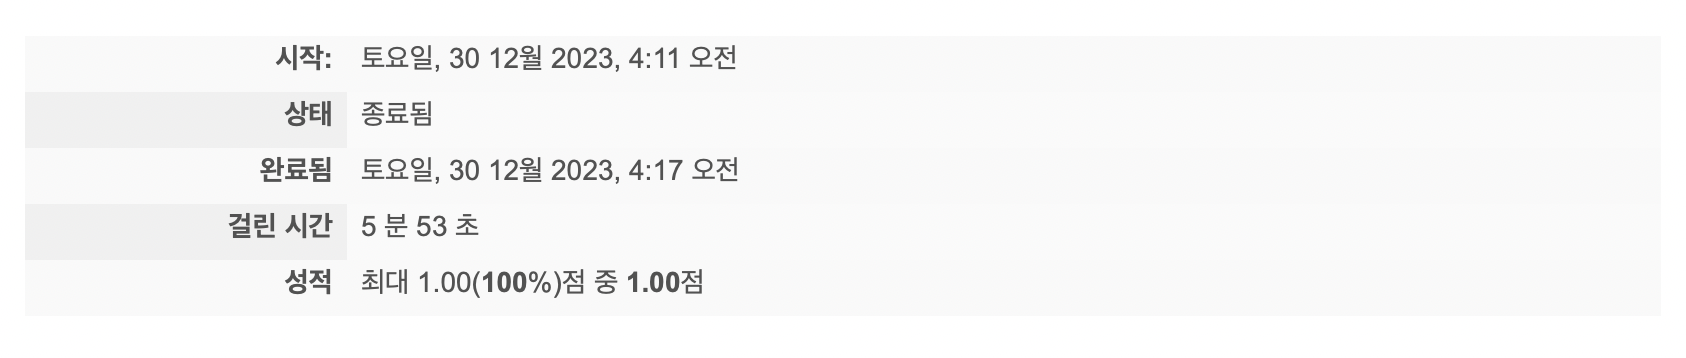 시작: 토요일, 30 12월 2023, 4:11 오전
상태 종료됨
완료됨 토요일, 30 12월 2023, 4:17 오전
걸린 시간 5 분 53 초
성적 최대 1.00(100%)점 중 1.00점